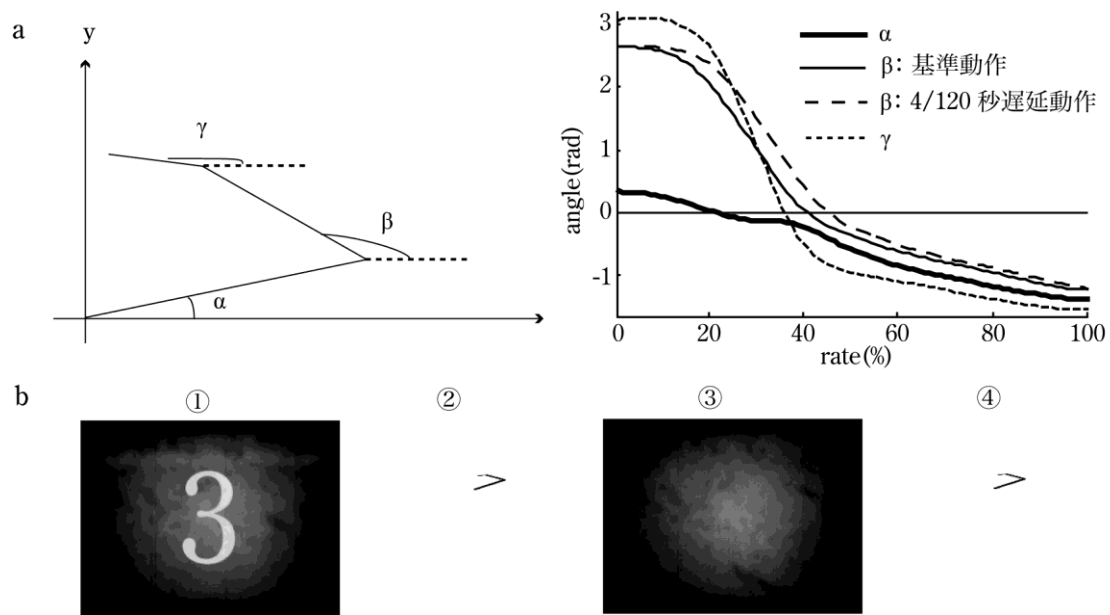 a
y
γ
β
α
angle(rad)
3
2
1
0
-1
0
20
40
60
80
100
rate(%)
α
β: 基準動作
β: 4/120 秒遅延動作
γ
b
① ② ③ ④
3